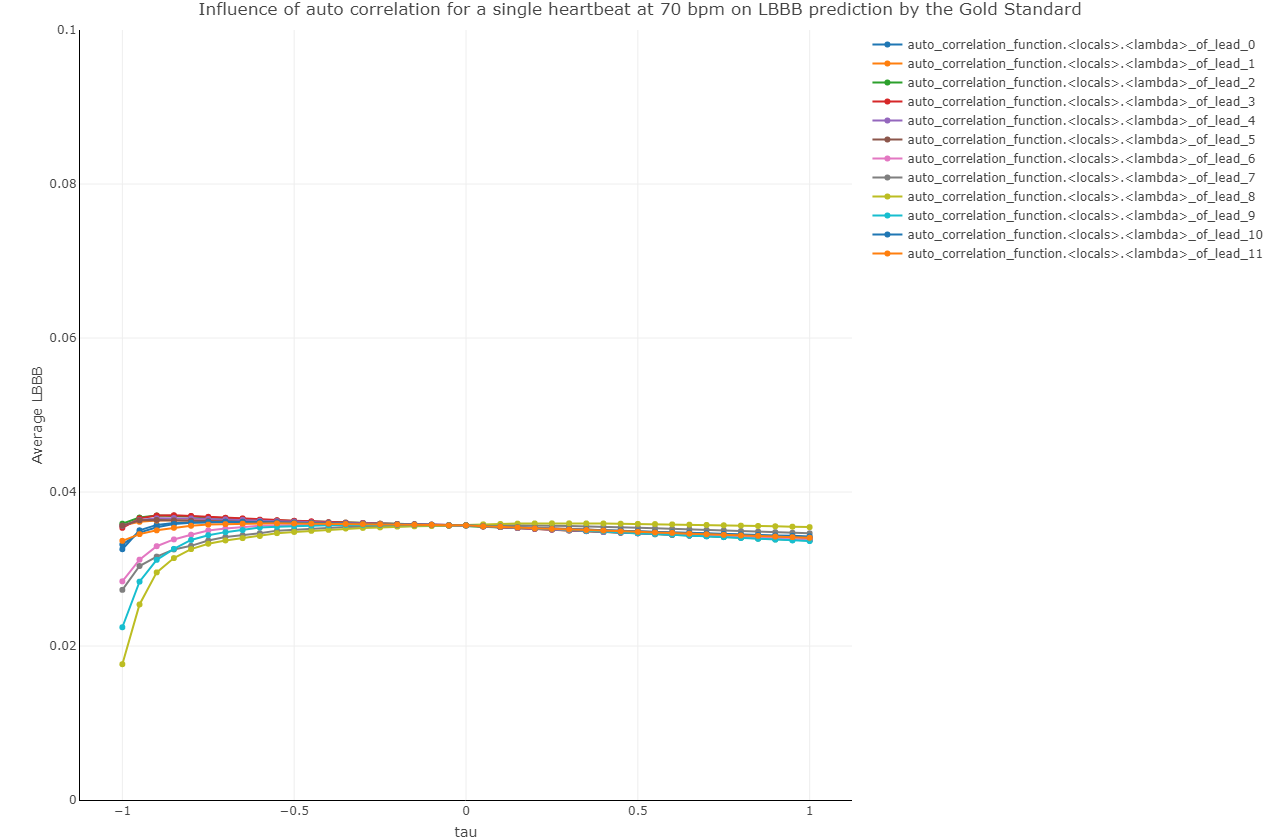 Influence of auto correlation for a single heartbeat at 70 bpm on LBBB prediction by the Gold Standard
0.1
0.08
0.06
0.04
0.02
0
Average LBBB
−1
−0.5
0
0.5
1
tau
auto_correlation_function.<locals>.<lambda>_of_lead_0
auto_correlation_function.<locals>.<lambda>_of_lead_1
auto_correlation_function.<locals>.<lambda>_of_lead_2
auto_correlation_function.<locals>.<lambda>_of_lead_3
auto_correlation_function.<locals>.<lambda>_of_lead_4
auto_correlation_function.<locals>.<lambda>_of_lead_5
auto_correlation_function.<locals>.<lambda>_of_lead_6
auto_correlation_function.<locals>.<lambda>_of_lead_7
auto_correlation_function.<locals>.<lambda>_of_lead_8
auto_correlation_function.<locals>.<lambda>_of_lead_9
auto_correlation_function.<locals>.<lambda>_of_lead_10
auto_correlation_function.<locals>.<lambda>_of_lead_11